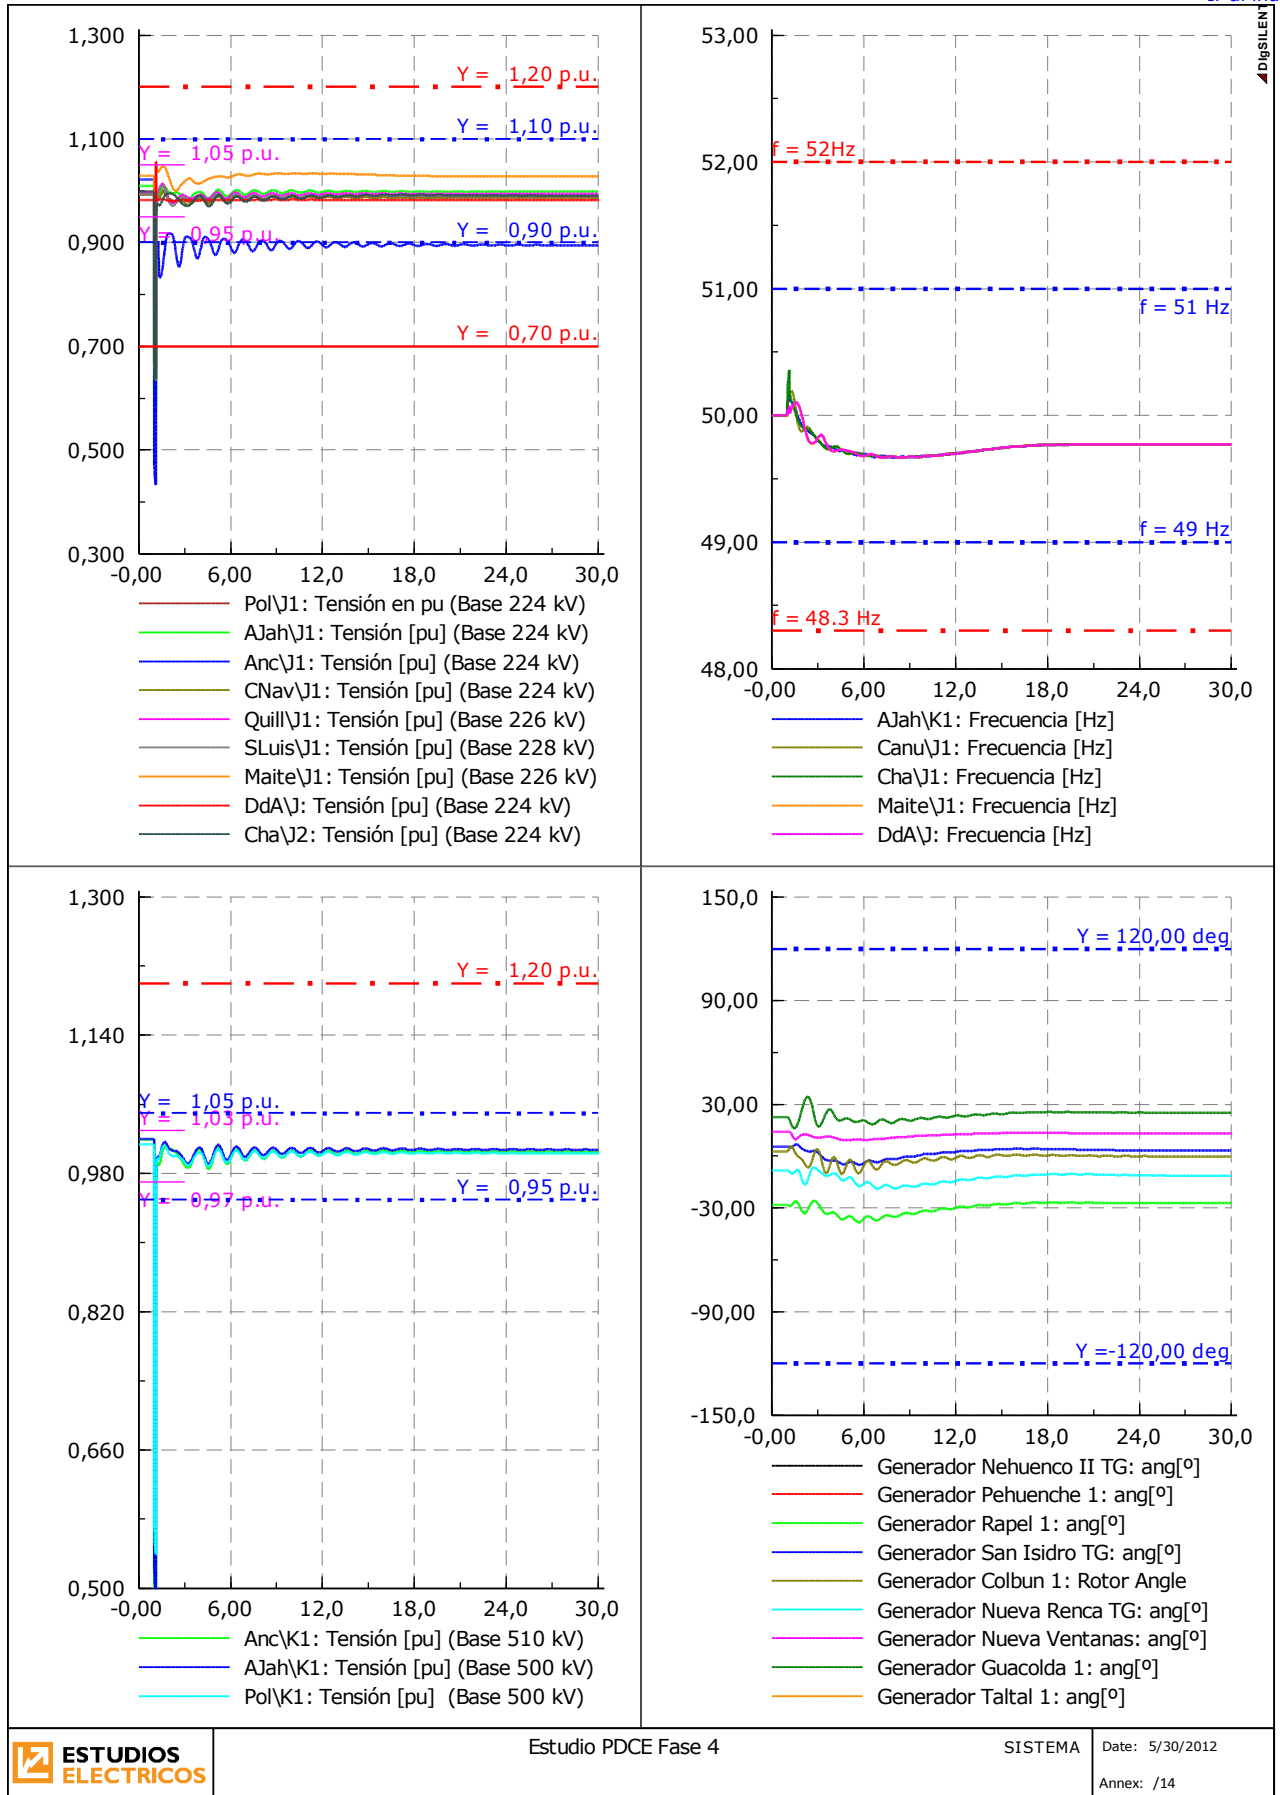 DIgSILENT
1,300
1,100
0,900
0,700
0,500
0,300
-0,00 6,00 12,0 18,0 24,0 30,0
Y = 1,20 p.u.
Y = 1,10 p.u.
Y = 1,05 p.u.
Y = 0,95 p.u.
Y = 0,90 p.u.
Y = 0,70 p.u.
Pol\J1: Tensión en pu (Base 224 kV)
AJah\J1: Tensión [pu] (Base 224 kV)
Anc\J1: Tensión [pu] (Base 224 kV)
CNav\J1: Tensión [pu] (Base 224 kV)
Quill\J1: Tensión [pu] (Base 226 kV)
SLuis\J1: Tensión [pu] (Base 228 kV)
Maite\J1: Tensión [pu] (Base 226 kV)
DdA\J: Tensión [pu] (Base 224 kV)
Cha\J2: Tensión [pu] (Base 224 kV)
53,00
52,00
51,00
50,00
49,00
48,00
-0,00 6,00 12,0 18,0 24,0 30,0
f = 52Hz
f = 51 Hz
f = 49 Hz
f = 48.3 Hz
AJah\K1: Frecuencia [Hz]
Canu\J1: Frecuencia [Hz]
Cha\J1: Frecuencia [Hz]
Maite\J1: Frecuencia [Hz]
DdA\J: Frecuencia [Hz]
1,300
1,140
0,980
0,820
0,660
0,500
-0,00 6,00 12,0 18,0 24,0 30,0
Y = 1,20 p.u.
Y = 1,05 p.u.
Y = 1,03 p.u.
Y = 0,97 p.u.
Y = 0,95 p.u.
Anc\K1: Tensión [pu] (Base 510 kV)
AJah\K1: Tensión [pu] (Base 500 kV)
Pol\K1: Tensión [pu] (Base 500 kV)
150,0
90,00
30,00
-30,00
-90,00
-150,0
-0,00 6,00 12,0 18,0 24,0 30,0
Y = 120,00 deg
Y =-120,00 deg
Generador Nehuenco II TG: ang[º]
Generador Pehuenche 1: ang[º]
Generador Rapel 1: ang[º]
Generador San Isidro TG: ang[º]
Generador Colbun 1: Rotor Angle
Generador Nueva Renca TG: ang[º]
Generador Nueva Ventanas: ang[º]
Generador Guacolda 1: ang[º]
Generador Taltal 1: ang[º]
ESTUDIOS
ELECTRICOS
Estudio PDCE Fase 4
SISTEMA
Date: 5/30/2012
Annex: /14